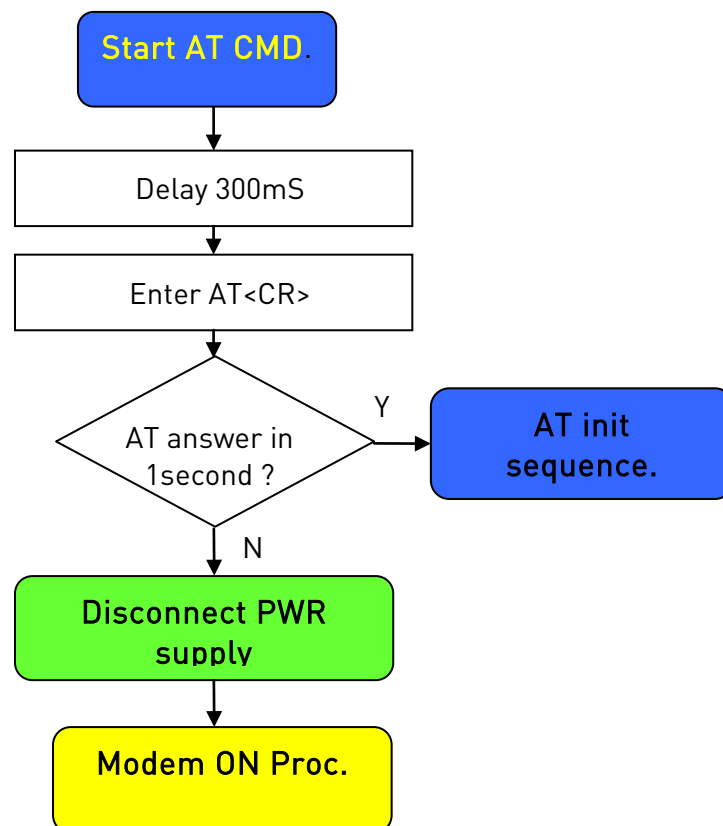 Start AT CMD.
Delay 300mS
Enter AT<CR>
AT answer in
1second ?
Y
AT init
sequence.
N
Disconnect PWR
supply
Modem ON Proc.